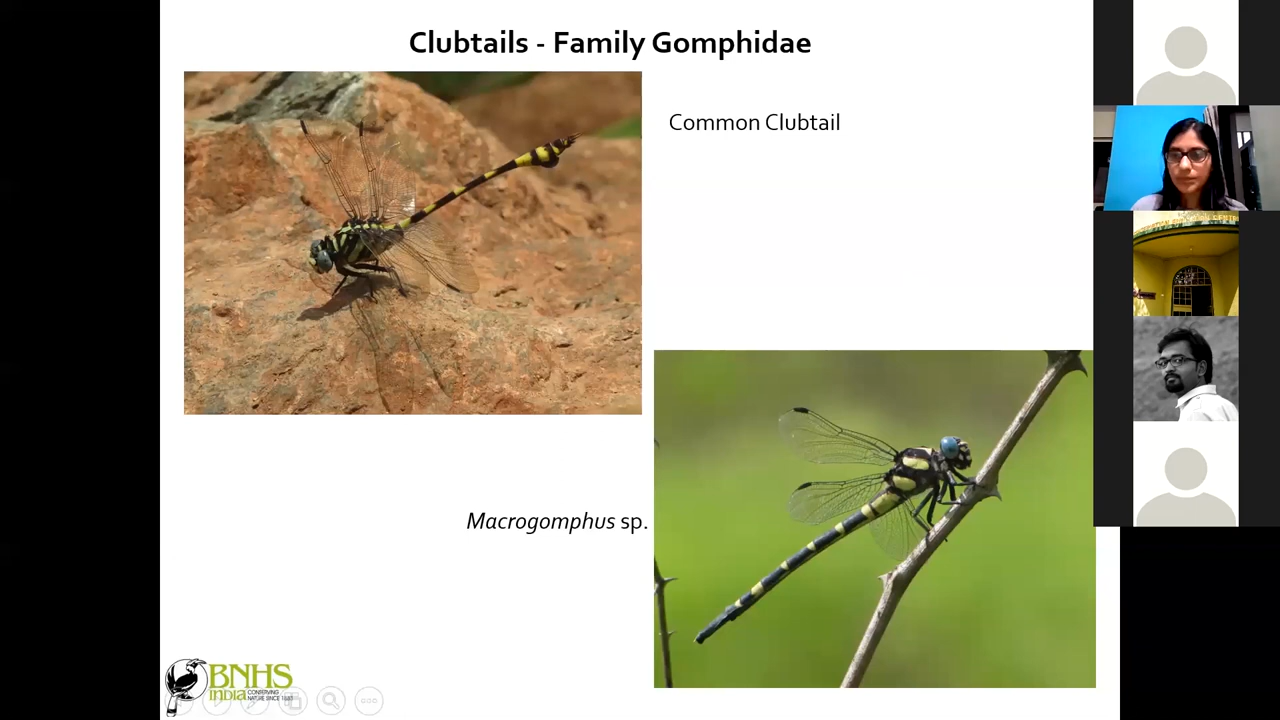 Clubtails - Family Gomphidae
Common Clubtail
Macrogomphus sp.
BNHS
INDIA
CONSERVING
NATURE SINCE 1883